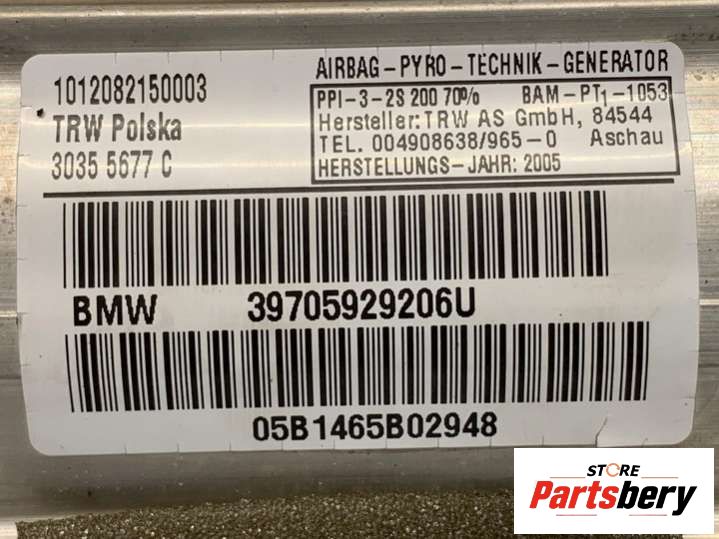 1012082150003
TRW Polska
3035 5677 C
AIRBAG-PYRO-TECHNIK-GENERATOR
PPI-3-2S 200 70% BAM-PT1-1053
Hersteller: TRW AS GmbH, 84544
TEL. 004908638/965-0 Aschau
HERSTELLUNGS-JAHR: 2005
BMW 39705929206U
05B1465B02948
STORE
Partsbery